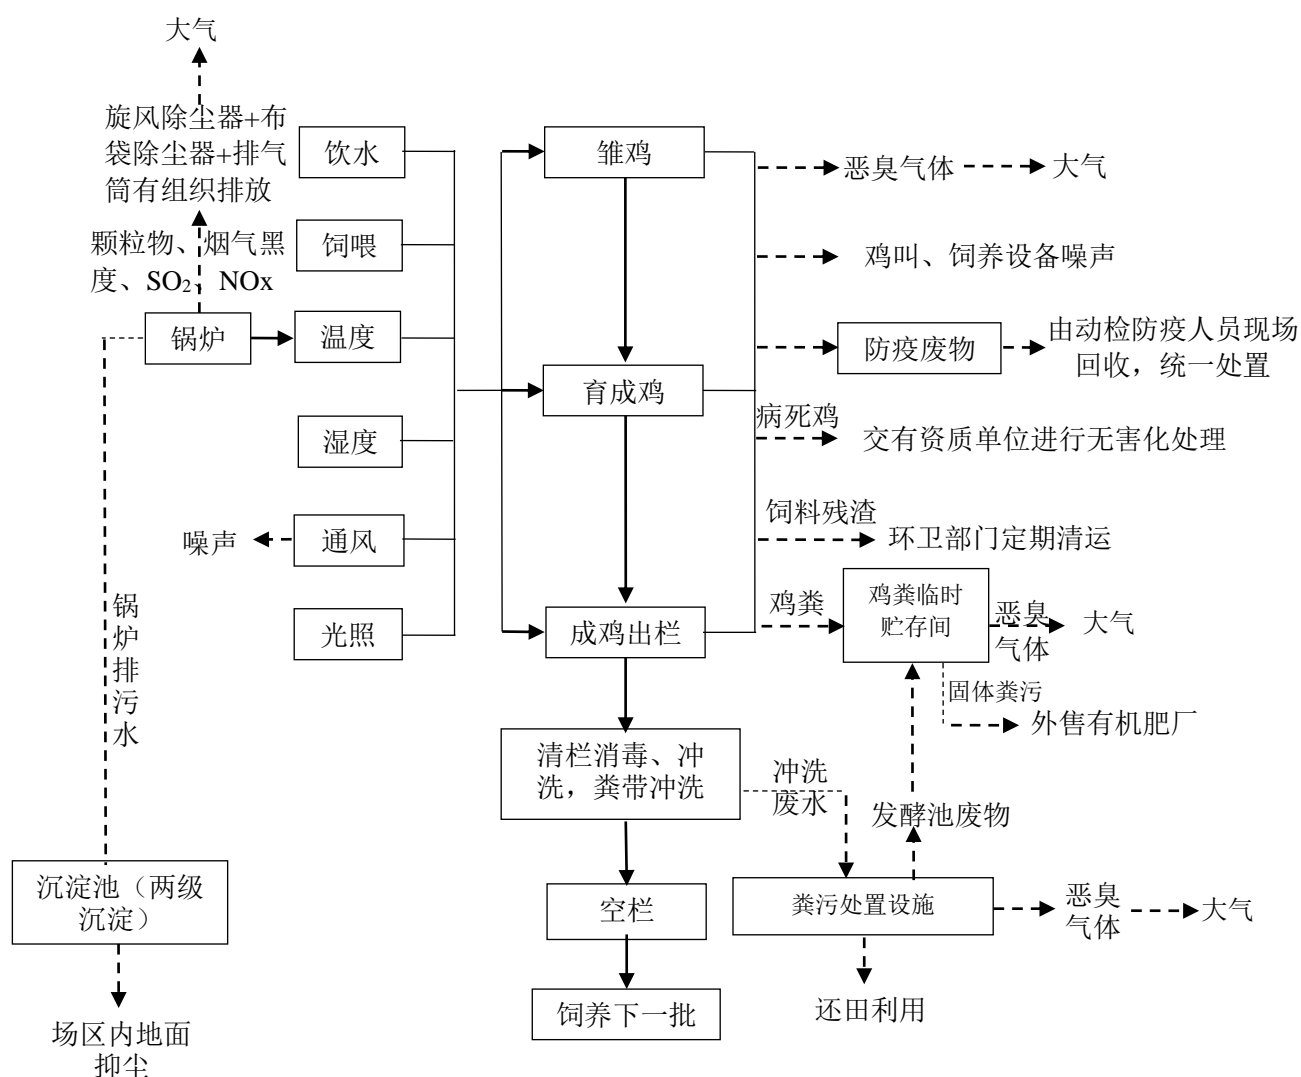 大气
旋风除尘器+布
袋除尘器+排气
筒有组织排放
颗粒物、烟气黑
度、SO₂、NOx
锅炉
饮水
饲喂
温度
湿度
通风
噪声
光照
锅炉排污水
沉淀池（两级
沉淀）
场区内地面
抑尘
雏鸡
育成鸡
成鸡出栏
清栏消毒、冲
洗，粪带冲洗
空栏
饲养下一批
恶臭气体
大气
鸡叫、饲养设备噪声
防疫废物
由动检防疫人员现场
回收，统一处置
病死鸡
交有资质单位进行无害化处理
饲料残渣
环卫部门定期清运
鸡粪
鸡粪临时
贮存间
恶臭
气体
大气
固体粪污
外售有机肥厂
冲洗
废水
发酵池废物
粪污处置设施
恶臭
气体
大气
还田利用